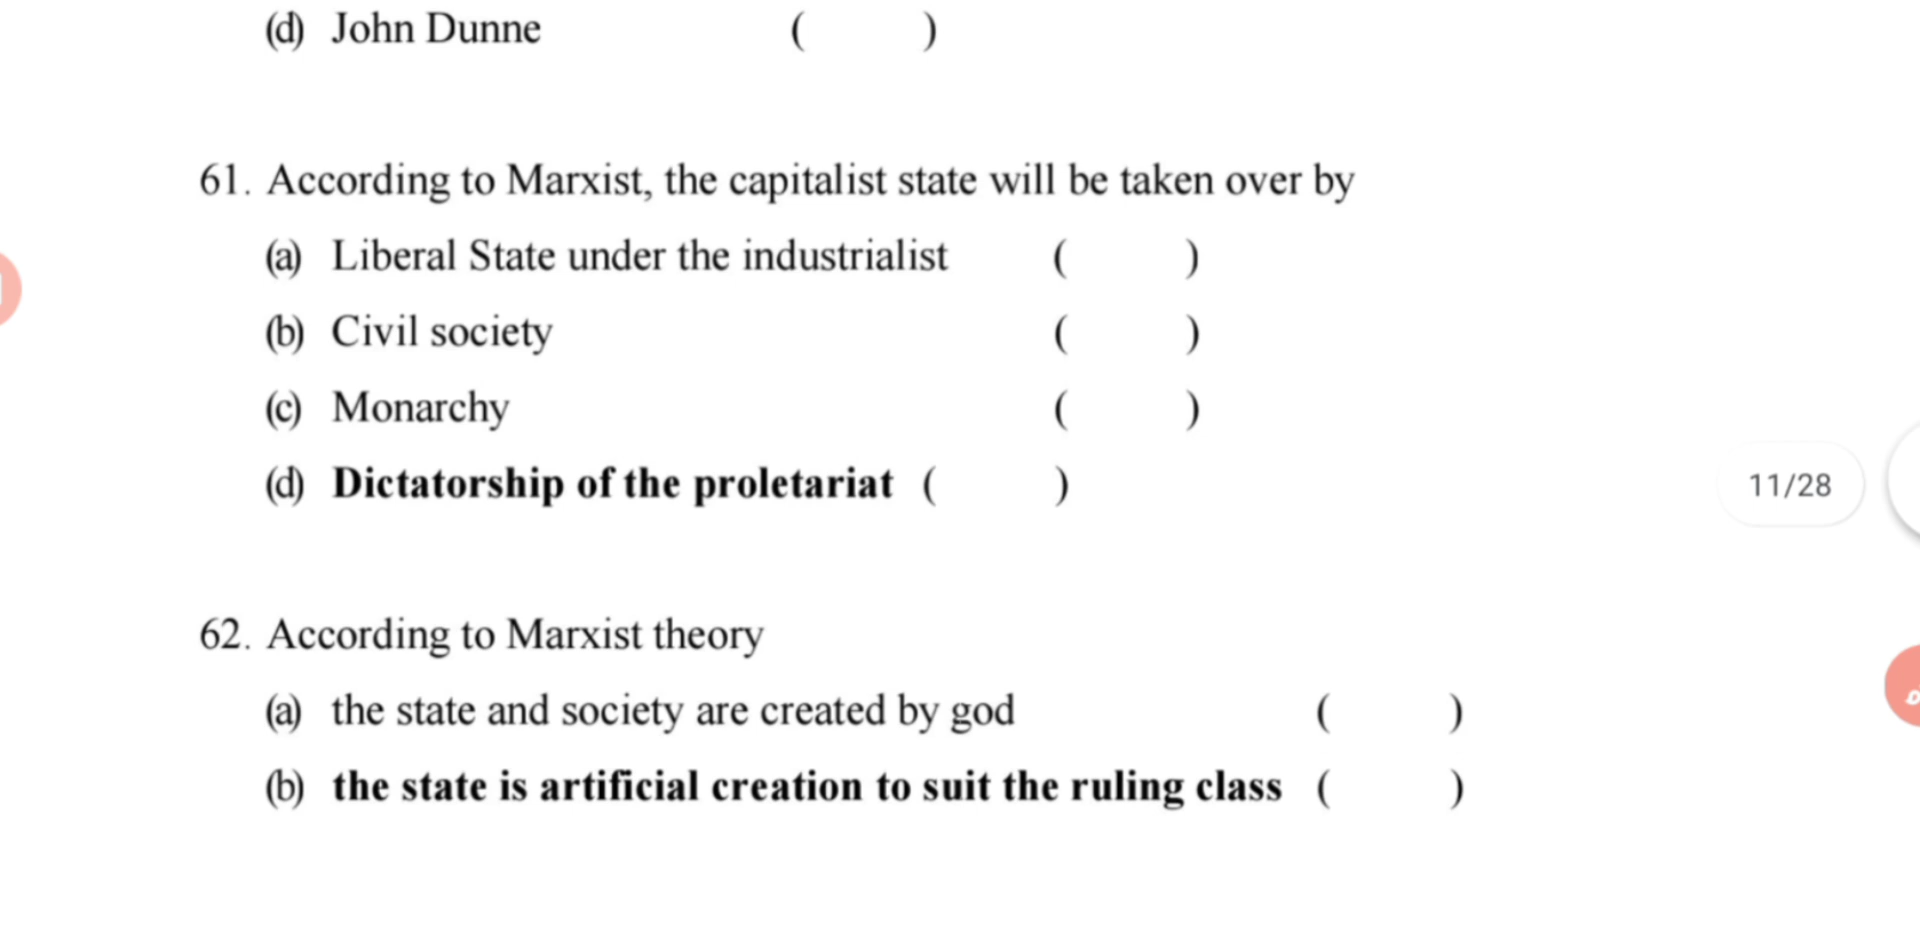 (d) John Dunne ( )
61. According to Marxist, the capitalist state will be taken over by
(a) Liberal State under the industrialist ( )
(b) Civil society ( )
(c) Monarchy ( )
(d) Dictatorship of the proletariat ( )
11/28
62. According to Marxist theory
(a) the state and society are created by god ( )
(b) the state is artificial creation to suit the ruling class ( )